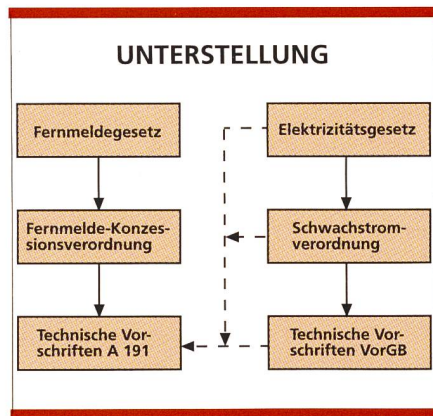 UNTERSTELLUNG
Fernmeldegesetz
Elektrizitätsgesetz
Fernmelde-Konzes-
sionsverordnung
Schwachstrom-
verordnung
Technische Vor-
schriften A 191
Technische Vor-
schriften VorGB